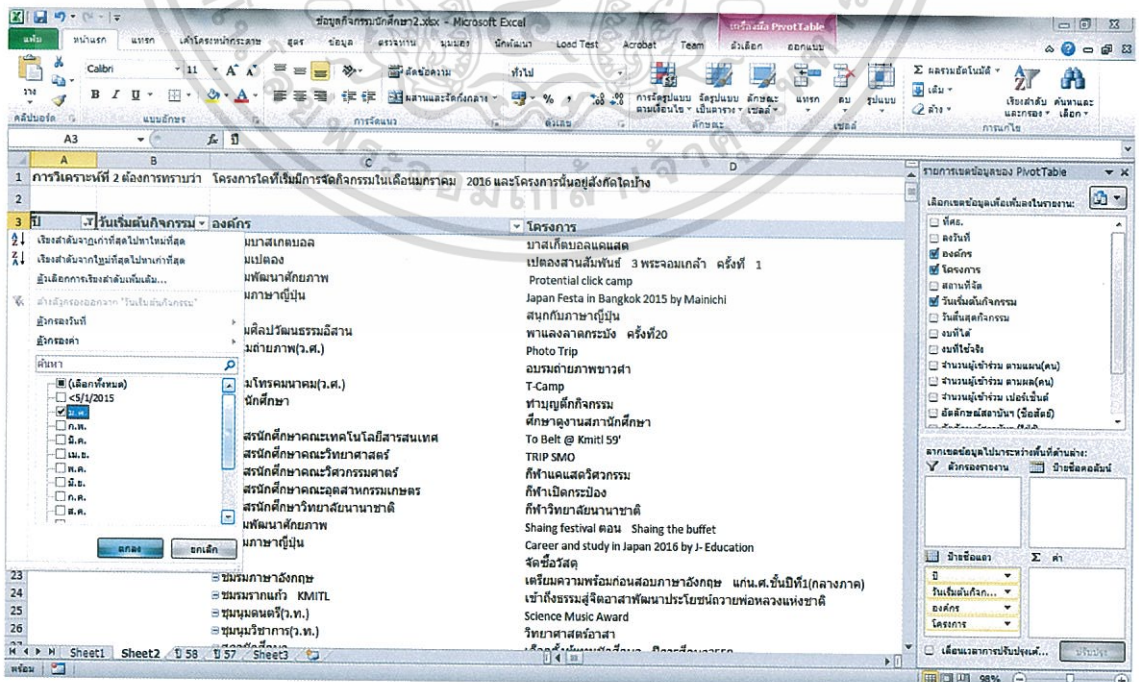 ข้อมูลกิจกรรมนักศึกษา2.xlsx - Microsoft Excel
เครื่องมือ PivotTable
แฟ้ม หน้าแรก แทรก เค้าโครงหน้ากระดาษ สูตร ข้อมูล ตรวจทาน มุมมอง นักพัฒนา Load Test Acrobat Team ตัวเลือก ออกแบบ
วาง
Calibri 11
ตัดข้อความ
ทั่วไป
B I U
ผสานและจัดกึ่งกลาง
การจัดรูปแบบตามเงื่อนไข
จัดรูปแบบเป็นตาราง
ลักษณะเซลล์
แทรก ลบ รูปแบบ
ผลรวมอัตโนมัติ
เติม
ล้าง
เรียงลำดับและกรอง
ค้นหาและเลือก
คลิปบอร์ด แบบอักษร การจัดแนว ตัวเลข ลักษณะ เซลล์ การแก้ไข
A3 fx ปี
A B C D
1 การวิเคราะห์ที่ 2 ต้องการทราบว่า โครงการใดที่เริ่มมีการจัดกิจกรรมในเดือนมกราคม 2016 และโครงการนั้นอยู่สังกัดใดบ้าง
2
3 ปี วันเริ่มต้นกิจกรรม องค์กร โครงการ
เรียงลำดับจากเก่าที่สุดไปหาใหม่ที่สุด
เรียงลำดับจากใหม่ที่สุดไปหาเก่าที่สุด
ตัวเลือกการเรียงลำดับเพิ่มเติม...
ล้างตัวกรองออกจาก "วันเริ่มต้นกิจกรรม"
ตัวกรองวันที่
ตัวกรองค่า
ค้นหา
(เลือกทั้งหมด)
<5/1/2015
ม.ค.
ก.พ.
มี.ค.
เม.ย.
พ.ค.
มิ.ย.
ก.ค.
ส.ค.
ตกลง ยกเลิก
มบาสเกตบอล บาสเก็ตบอลแคแสด
มเปตอง เปตองสานสัมพันธ์ 3 พระจอมเกล้า ครั้งที่ 1
มพัฒนาศักยภาพ Protential click camp
มภาษาญี่ปุ่น Japan Festa in Bangkok 2015 by Mainichi
สนุกกับภาษาญี่ปุ่น
มศิลปวัฒนธรรมอีสาน พาแลงลาดกระบัง ครั้งที่20
มถ่ายภาพ(ว.ศ.) Photo Trip
อบรมถ่ายภาพขาวดำ
มโทรคมนาคม(ว.ศ.) T-Camp
นักศึกษา ทำบุญตึกกิจกรรม
ศึกษาดูงานสภานักศึกษา
สรนักศึกษาคณะเทคโนโลยีสารสนเทศ To Belt @ Kmitl 59'
สรนักศึกษาคณะวิทยาศาสตร์ TRIP SMO
สรนักศึกษาคณะวิศวกรรมศาตร์ กีฬาแคแสดวิศวกรรม
สรนักศึกษาคณะอุตสาหกรรมเกษตร กีฬาเปิดกระป๋อง
สรนักศึกษาวิทยาลัยนานาชาติ กีฬาวิทยาลัยนานาชาติ
มพัฒนาศักยภาพ Shaing festival ตอน Shaing the buffet
มภาษาญี่ปุ่น Career and study in Japan 2016 by J- Education
จัดซื้อวัสดุ
23 ชมรมภาษาอังกฤษ เตรียมความพร้อมก่อนสอบภาษาอังกฤษ แก่น.ศ.ชั้นปีที่1(กลางภาค)
24 ชมรมรากแก้ว KMITL เข้าถึงธรรมสู่จิตอาสาพัฒนาประโยชน์ถวายพ่อหลวงแห่งชาติ
25 ชุมนุมดนตรี(ว.ท.) Science Music Award
26 ชุมนุมวิชาการ(ว.ท.) วิทยาศาสตร์อาสา
Sheet1 Sheet2 ปี 58 ปี 57 Sheet3
พร้อม 98%
รายการเขตข้อมูลของ PivotTable
เลือกเขตข้อมูลเพื่อเพิ่มลงในรายงาน:
ที่ศธ.
ลงวันที่
องค์กร
โครงการ
สถานที่จัด
วันเริ่มต้นกิจกรรม
วันสิ้นสุดกิจกรรม
งบที่ได้
งบที่ใช้จริง
จำนวนผู้เข้าร่วม ตามแผน(คน)
จำนวนผู้เข้าร่วม ตามผล(คน)
จำนวนผู้เข้าร่วม เปอร์เซ็นต์
อัตลักษณ์สถาบันฯ (ซื่อสัตย์)
ลากเขตข้อมูลไปมาระหว่างพื้นที่ด้านล่าง:
ตัวกรองรายงาน ป้ายชื่อคอลัมน์
ป้ายชื่อแถว Σ ค่า
ปี
วันเริ่มต้นกิจก...
องค์กร
โครงการ
เลื่อนเวลาการปรับปรุงเค้... ปรับปรุง